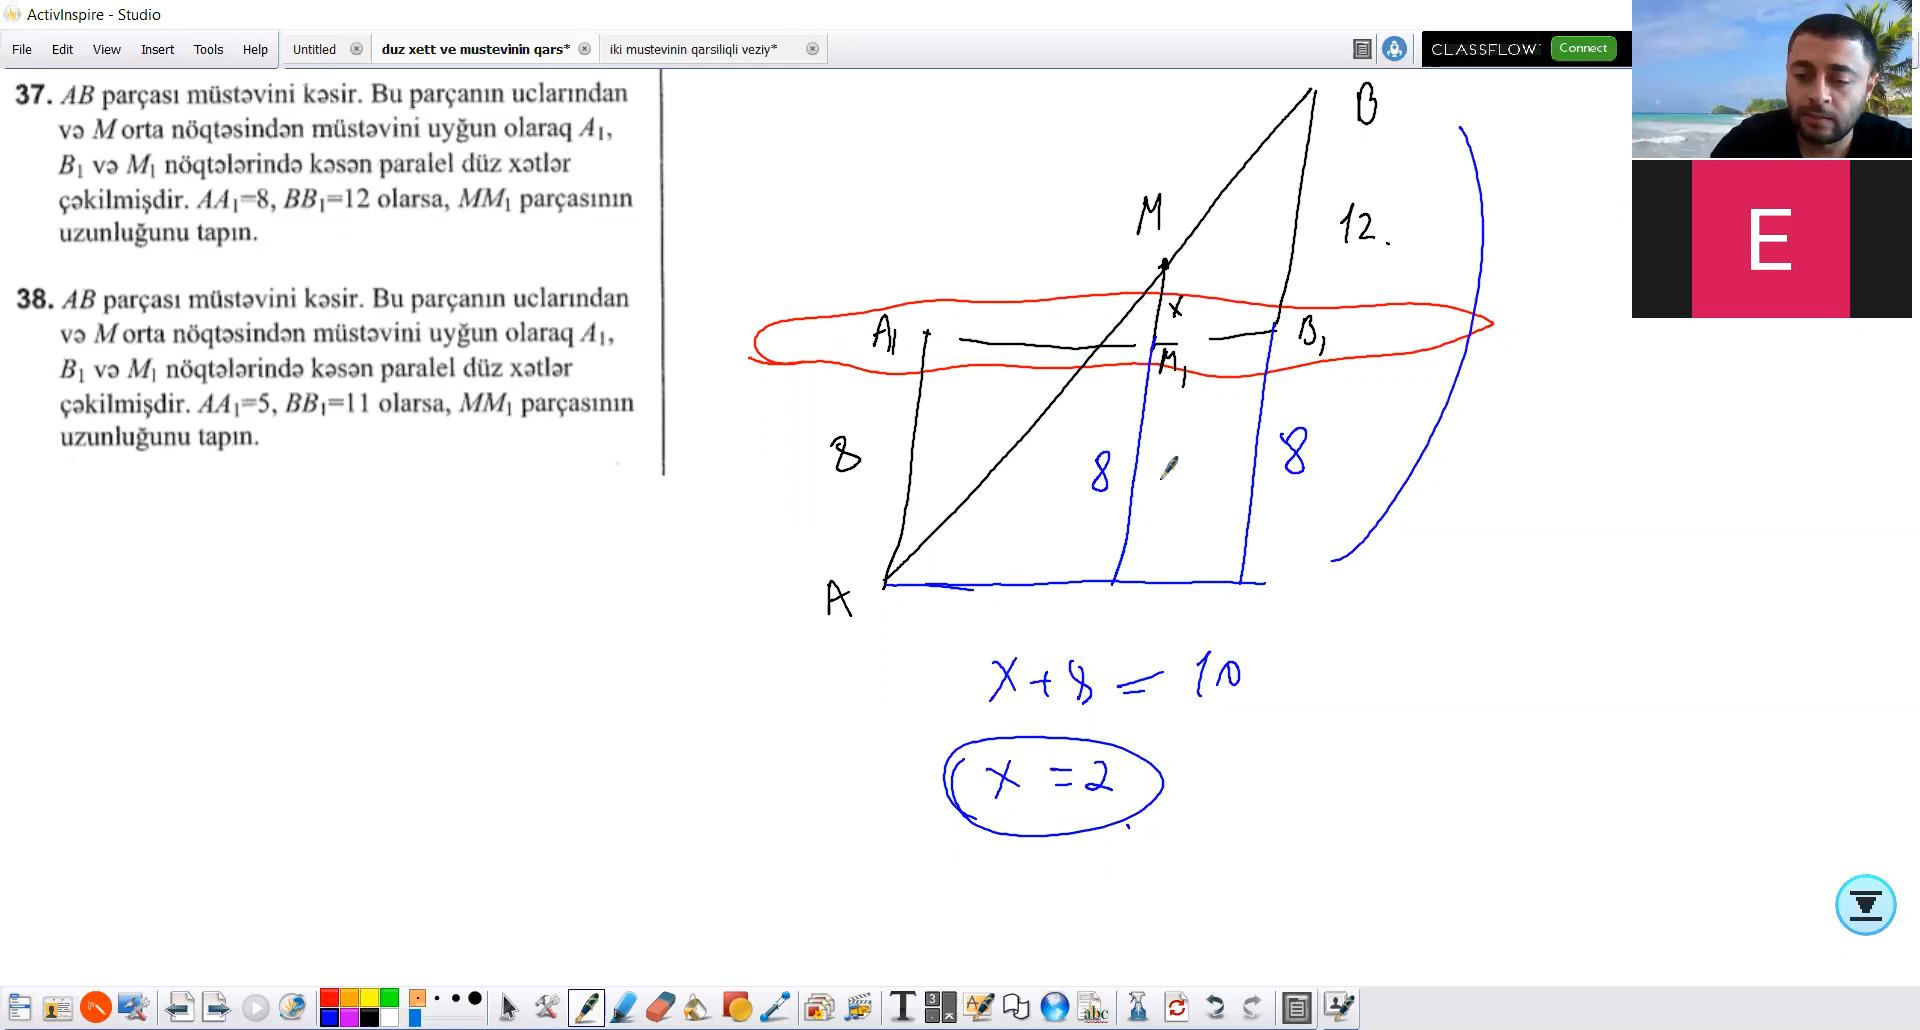 ActivInspire - Studio
File Edit View Insert Tools Help
Untitled
duz xett ve mustevinin qars*
iki mustevinin qarsiliqli veziy*
CLASSFLOW
Connect
37. AB parçası müstəvini kəsir. Bu parçanın uclarından
və M orta nöqtəsindən müstəvini uyğun olaraq A₁,
B₁ və M₁ nöqtələrində kəsən paralel düz xətlər
çəkilmişdir. AA₁=8, BB₁=12 olarsa, MM₁ parçasının
uzunluğunu tapın.
38. AB parçası müstəvini kəsir. Bu parçanın uclarından
və M orta nöqtəsindən müstəvini uyğun olaraq A₁,
B₁ və M₁ nöqtələrində kəsən paralel düz xətlər
çəkilmişdir. AA₁=5, BB₁=11 olarsa, MM₁ parçasının
uzunluğunu tapın.
B
M
12.
x
A₁
M₁
B₁
8
8
8
A
x + 8 = 10
x = 2
E